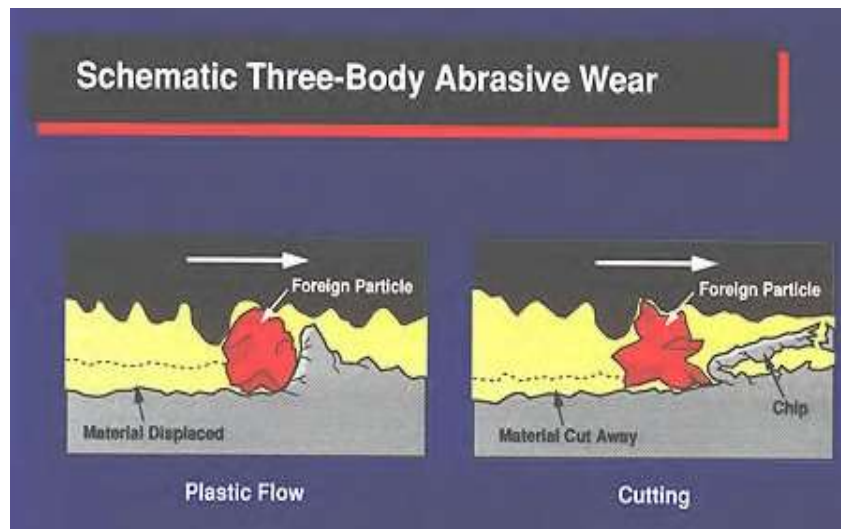 Schematic Three-Body Abrasive Wear
Foreign Particle
Material Displaced
Plastic Flow
Foreign Particle
Chip
Material Cut Away
Cutting